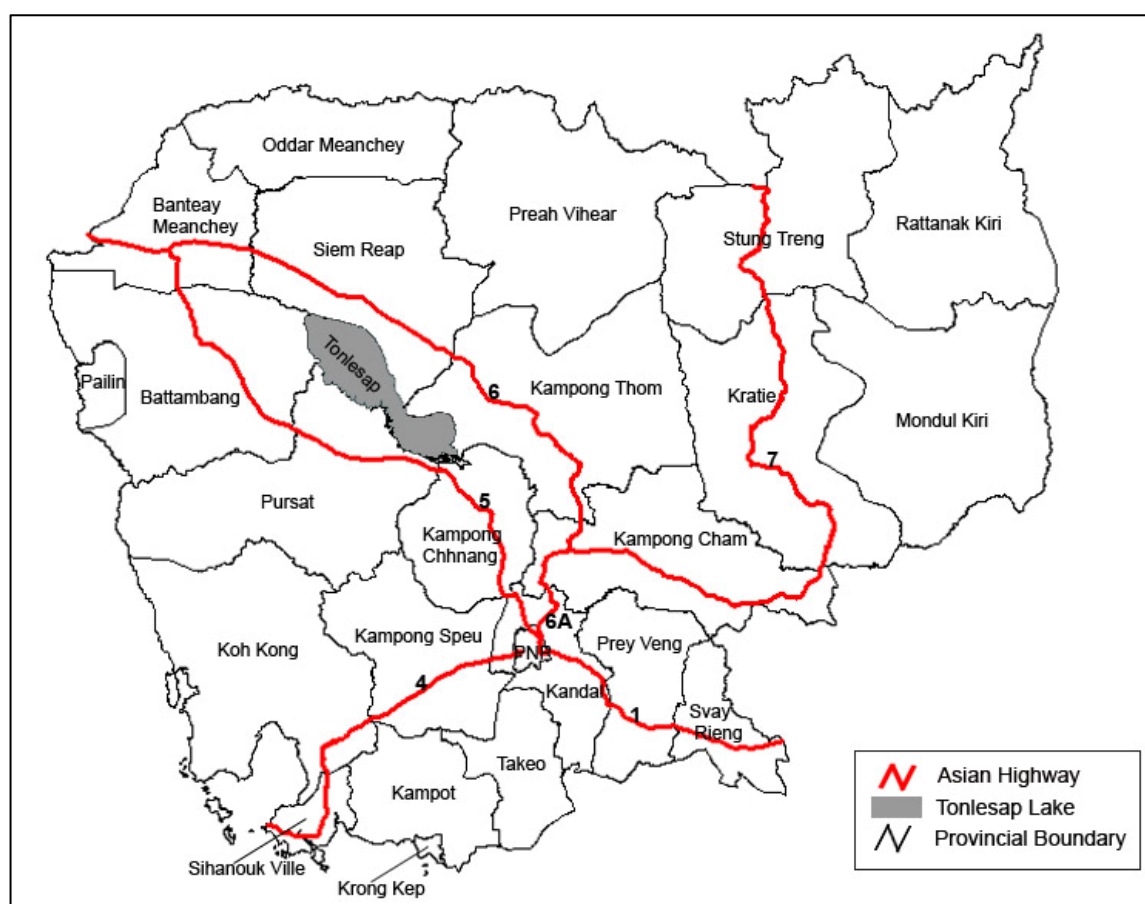 Oddar Meanchey
Banteay
Meanchey
Preah Vihear
Rattanak Kiri
Siem Reap
Stung Treng
Tonlesap
Pailin
Battambang
6
Kampong Thom
Kratie
Mondul Kiri
7
Pursat
5
Kampong
Chhnang
Kampong Cham
6A
Kampong Speu
Prey Veng
Koh Kong
PNP
4
Kandal
1
Svay
Rieng
Takeo
Kampot
Sihanouk Ville
Krong Kep
Asian Highway
Tonlesap Lake
Provincial Boundary